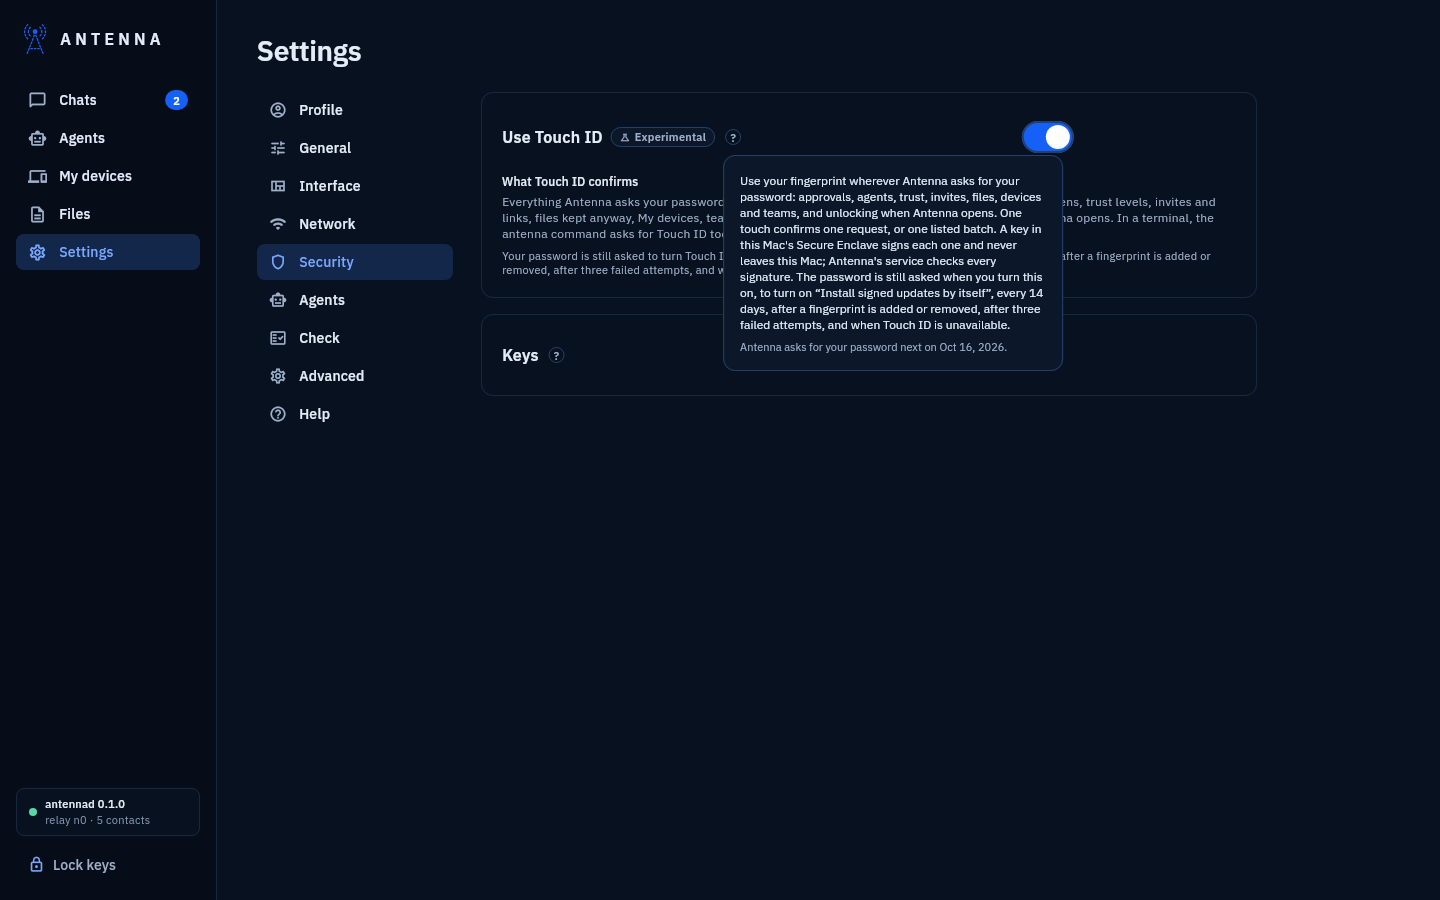 ANTENNA
Chats
2
Agents
My devices
Files
Settings
antennad 0.1.0
relay n0 · 5 contacts
Lock keys
Settings
Profile
General
Interface
Network
Security
Agents
Check
Advanced
Help
Use Touch ID
Experimental
?
What Touch ID confirms
Everything Antenna asks your password
trust levels, invites and
links, files kept anyway, My devices,
opens. In a terminal, the
antenna command asks for Touch ID
Your password is still asked to turn Touch
after a fingerprint is added or
removed, after three failed attempts, and
Use your fingerprint wherever Antenna asks for your
password: approvals, agents, trust, invites, files, devices
and teams, and unlocking when Antenna opens. One
touch confirms one request, or one listed batch. A key in
this Mac's Secure Enclave signs each one and never
leaves this Mac; Antenna's service checks every
signature. The password is still asked when you turn this
on, to turn on “Install signed updates by itself”, every 14
days, after a fingerprint is added or removed, after three
failed attempts, and when Touch ID is unavailable.
Antenna asks for your password next on Oct 16, 2026.
Keys
?